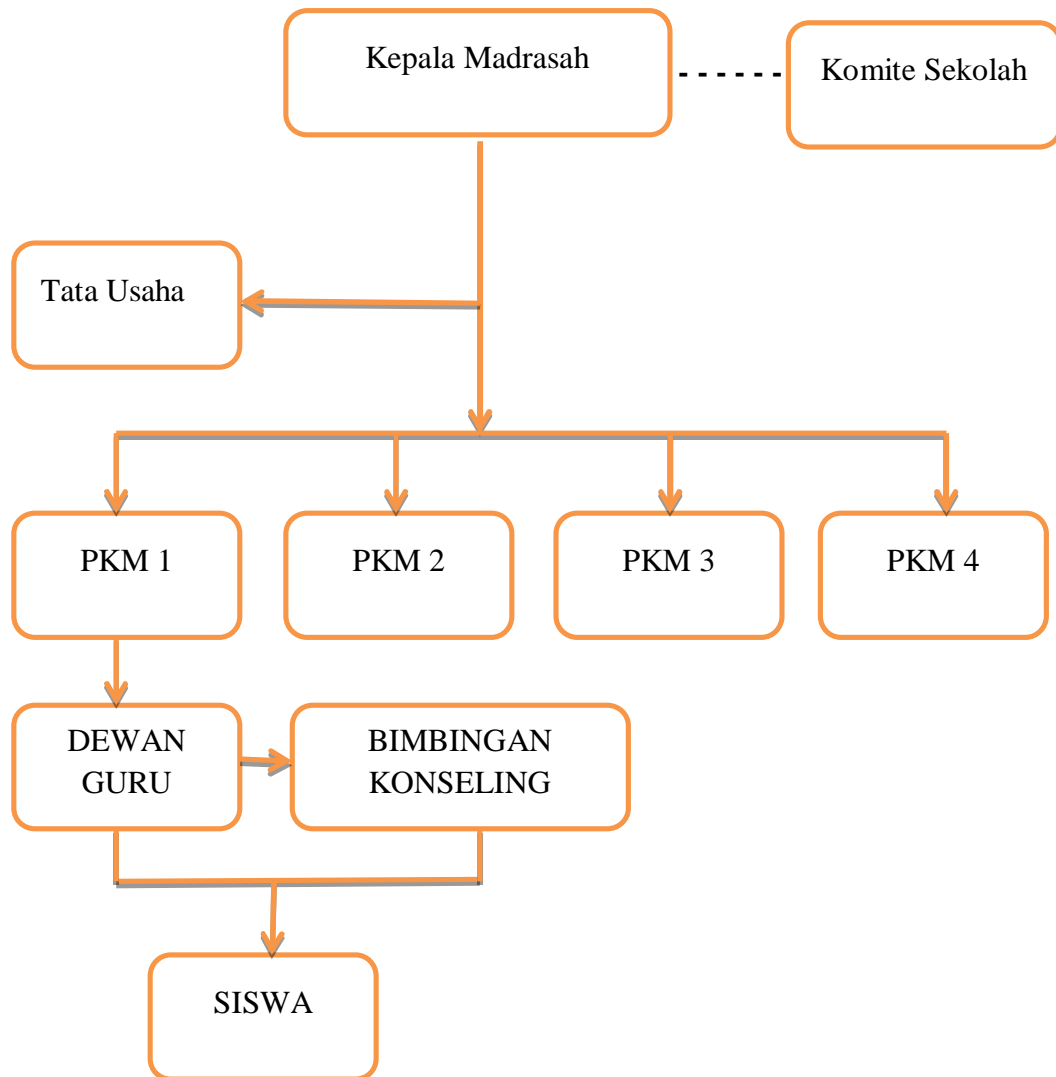 Kepala Madrasah
Komite Sekolah
Tata Usaha
PKM 1
PKM 2
PKM 3
PKM 4
DEWAN
GURU
BIMBINGAN
KONSELING
SISWA